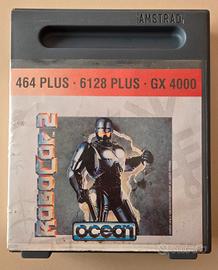 AMSTRAD
464 PLUS · 6128 PLUS · GX 4000
ROBOCOP 2
ocean